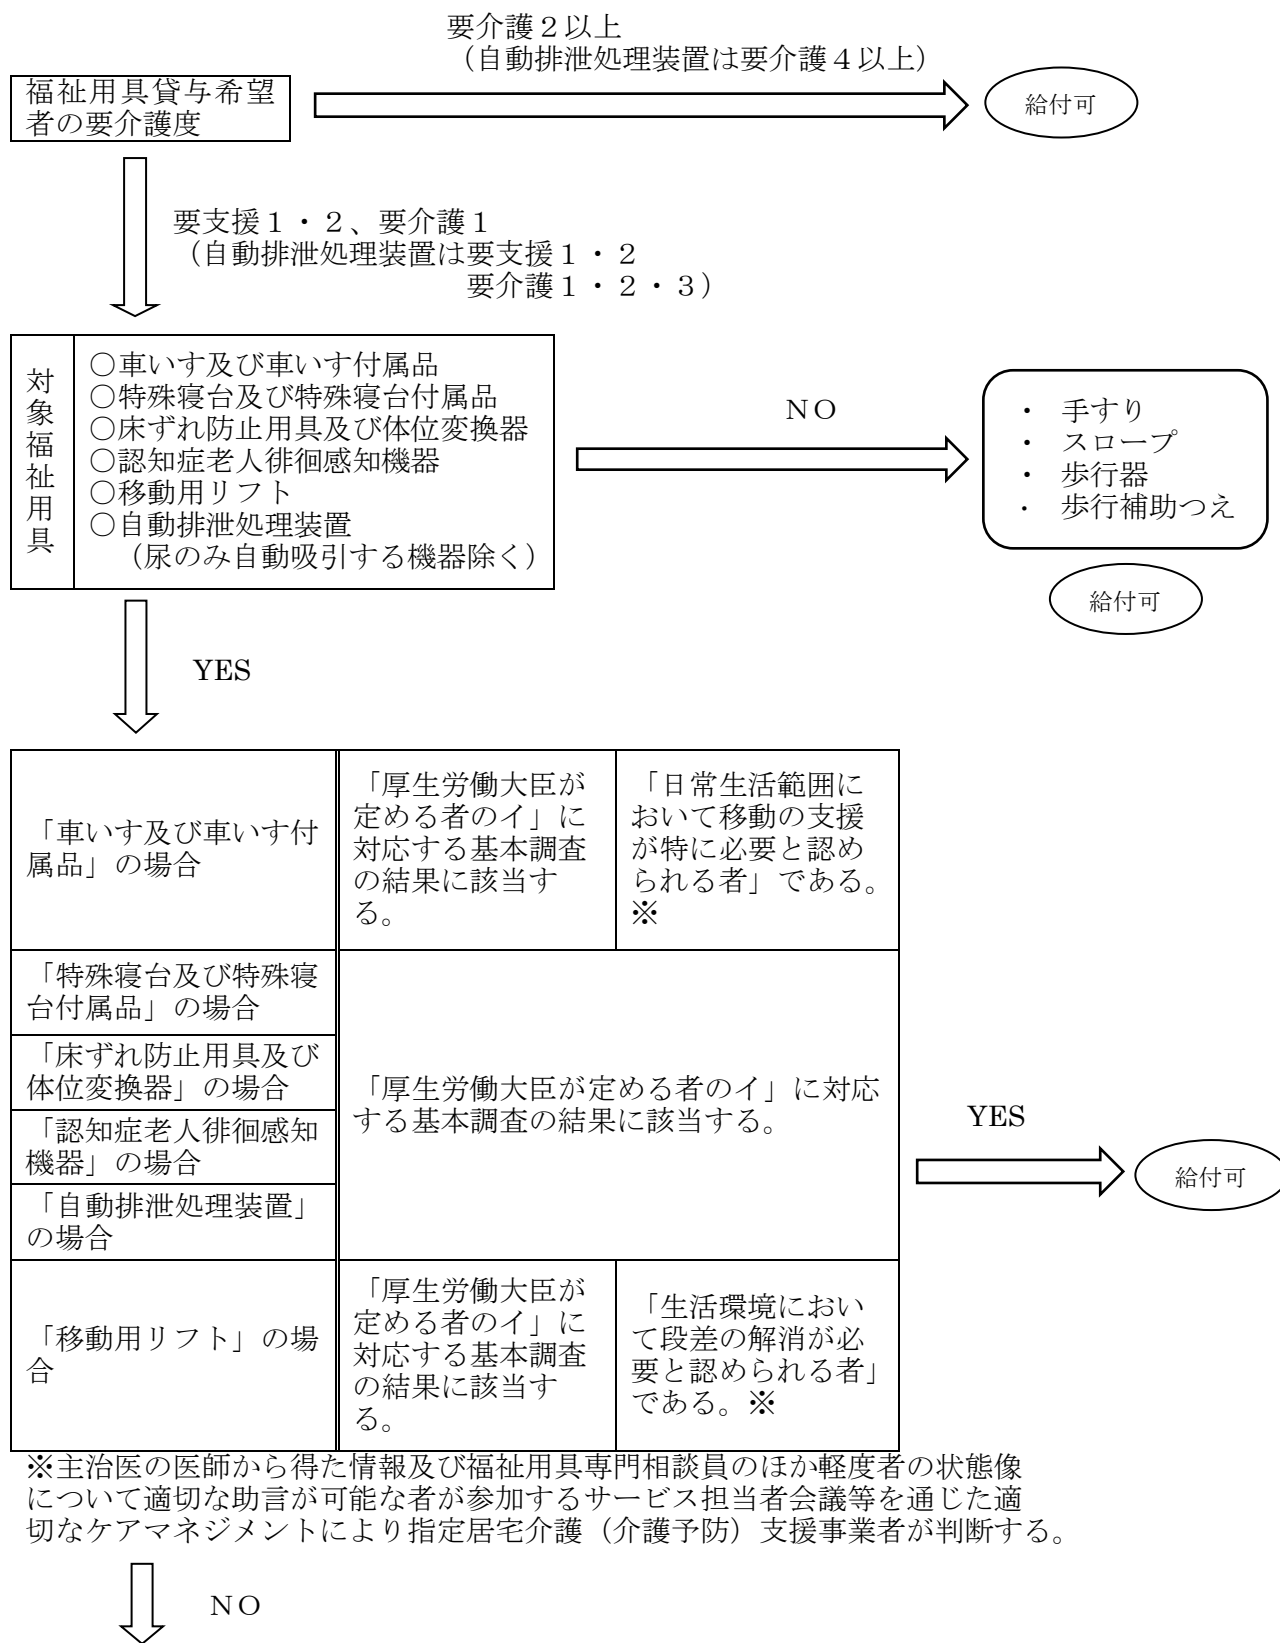 要介護２以上
（自動排泄処理装置は要介護４以上）
福祉用具貸与希望
者の要介護度
給付可
要支援１・２、要介護１
（自動排泄処理装置は要支援１・２
要介護１・２・３）
対象福祉用具
○車いす及び車いす付属品
○特殊寝台及び特殊寝台付属品
○床ずれ防止用具及び体位変換器
○認知症老人徘徊感知機器
○移動用リフト
○自動排泄処理装置
（尿のみ自動吸引する機器除く）
ＮＯ
・ 手すり
・ スロープ
・ 歩行器
・ 歩行補助つえ
給付可
YES
「車いす及び車いす付
属品」の場合
「厚生労働大臣が
定める者のイ」に
対応する基本調査
の結果に該当す
る。
「日常生活範囲に
おいて移動の支援
が特に必要と認め
られる者」である。
※
「特殊寝台及び特殊寝
台付属品」の場合
「床ずれ防止用具及び
体位変換器」の場合
「認知症老人徘徊感知
機器」の場合
「自動排泄処理装置」
の場合
「厚生労働大臣が定める者のイ」に対応
する基本調査の結果に該当する。
YES
給付可
「移動用リフト」の場
合
「厚生労働大臣が
定める者のイ」に
対応する基本調査
の結果に該当す
る。
「生活環境におい
て段差の解消が必
要と認められる者」
である。※
※主治医の医師から得た情報及び福祉用具専門相談員のほか軽度者の状態像
について適切な助言が可能な者が参加するサービス担当者会議等を通じた適
切なケアマネジメントにより指定居宅介護（介護予防）支援事業者が判断する。
ＮＯ